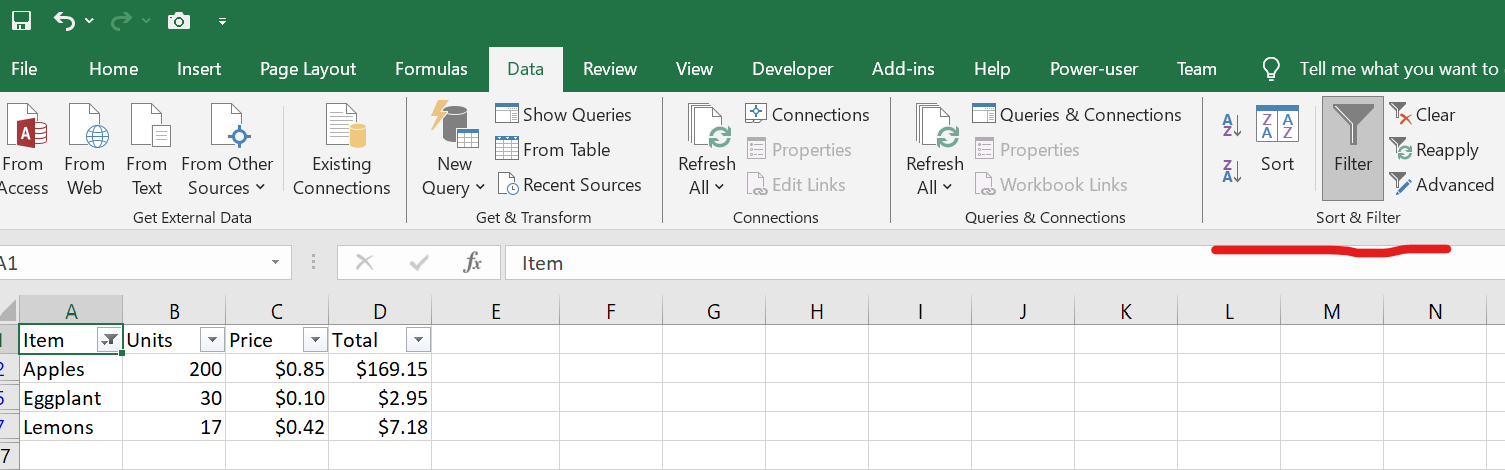 File Home Insert Page Layout Formulas Data Review View Developer Add-ins Help Power-user Team Tell me what you want to
From Access
From Web
From Text
From Other Sources
Existing Connections
Get External Data
New Query
Show Queries
From Table
Recent Sources
Get & Transform
Refresh All
Connections
Properties
Edit Links
Connections
Refresh All
Queries & Connections
Properties
Workbook Links
Queries & Connections
Sort
Filter
Clear
Reapply
Advanced
Sort & Filter
A1 fx Item
A B C D E F G H I J K L M N
1 Item Units Price Total
2 Apples 200 $0.85 $169.15
Eggplant 30 $0.10 $2.95
Lemons 17 $0.42 $7.18